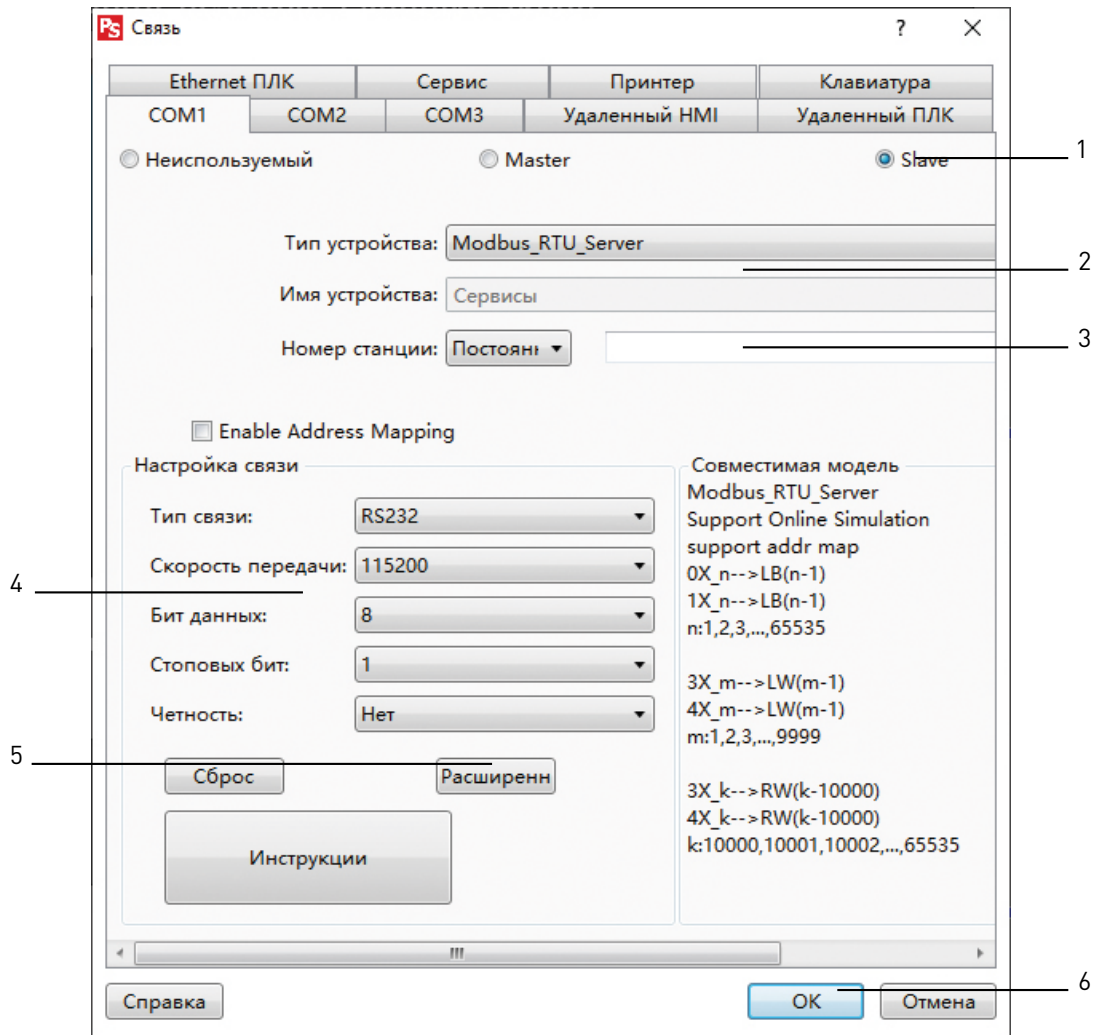 PS Связь ? ✕
Ethernet ПЛК Сервис Принтер Клавиатура
COM1 COM2 COM3 Удаленный HMI Удаленный ПЛК
Неиспользуемый Master Slave 1
Тип устройства: Modbus_RTU_Server
2
Имя устройства: Сервисы
Номер станции: Постоянн 3
Enable Address Mapping
Настройка связи
Тип связи: RS232
Скорость передачи: 115200
4
Бит данных: 8
Стоповых бит: 1
Четность: Нет
5
Сброс Расширенн
Инструкции
Совместимая модель
Modbus_RTU_Server
Support Online Simulation
support addr map
0X_n-->LB(n-1)
1X_n-->LB(n-1)
n:1,2,3,...,65535
3X_m-->LW(m-1)
4X_m-->LW(m-1)
m:1,2,3,...,9999
3X_k-->RW(k-10000)
4X_k-->RW(k-10000)
k:10000,10001,10002,...,65535
Справка OK Отмена 6